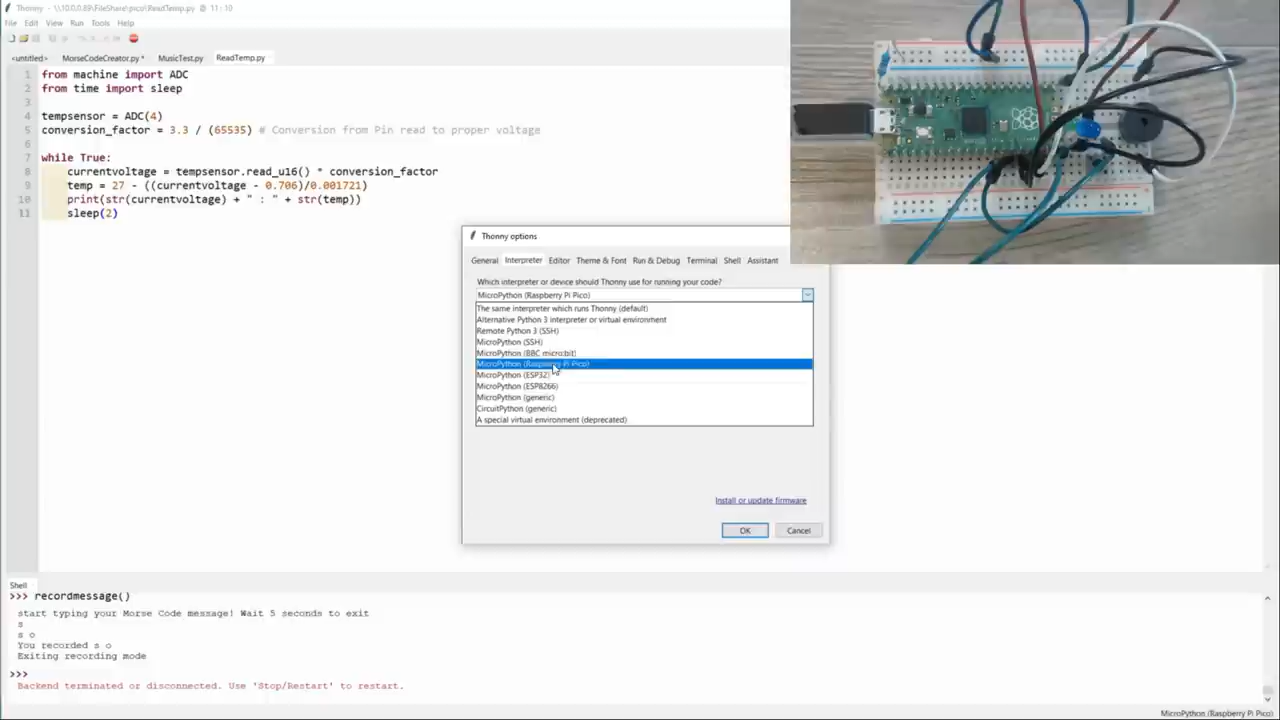 Thonny - \\10.0.0.89\FileShare\pico\ReadTemp.py @ 11 : 10
File Edit View Run Tools Help
<untitled> MorseCodeCreator.py * MusicTest.py ReadTemp.py
1 from machine import ADC
2 from time import sleep
3
4 tempsensor = ADC(4)
5 conversion_factor = 3.3 / (65535) # Conversion from Pin read to proper voltage
6
7 while True:
8 currentvoltage = tempsensor.read_u16() * conversion_factor
9 temp = 27 - ((currentvoltage - 0.706)/0.001721)
10 print(str(currentvoltage) + " : " + str(temp))
11 sleep(2)
Thonny options
General Interpreter Editor Theme & Font Run & Debug Terminal Shell Assistant
Which interpreter or device should Thonny use for running your code?
MicroPython (Raspberry Pi Pico)
The same interpreter which runs Thonny (default)
Alternative Python 3 interpreter or virtual environment
Remote Python 3 (SSH)
MicroPython (SSH)
MicroPython (BBC micro:bit)
MicroPython (Raspberry Pi Pico)
MicroPython (ESP32)
MicroPython (ESP8266)
MicroPython (generic)
CircuitPython (generic)
A special virtual environment (deprecated)
Install or update firmware
OK Cancel
Shell
>>> recordmessage()
start typing your Morse Code message! Wait 5 seconds to exit
s
s o
You recorded s o
Exiting recording mode
>>>
Backend terminated or disconnected. Use 'Stop/Restart' to restart.
MicroPython (Raspberry Pi Pico)